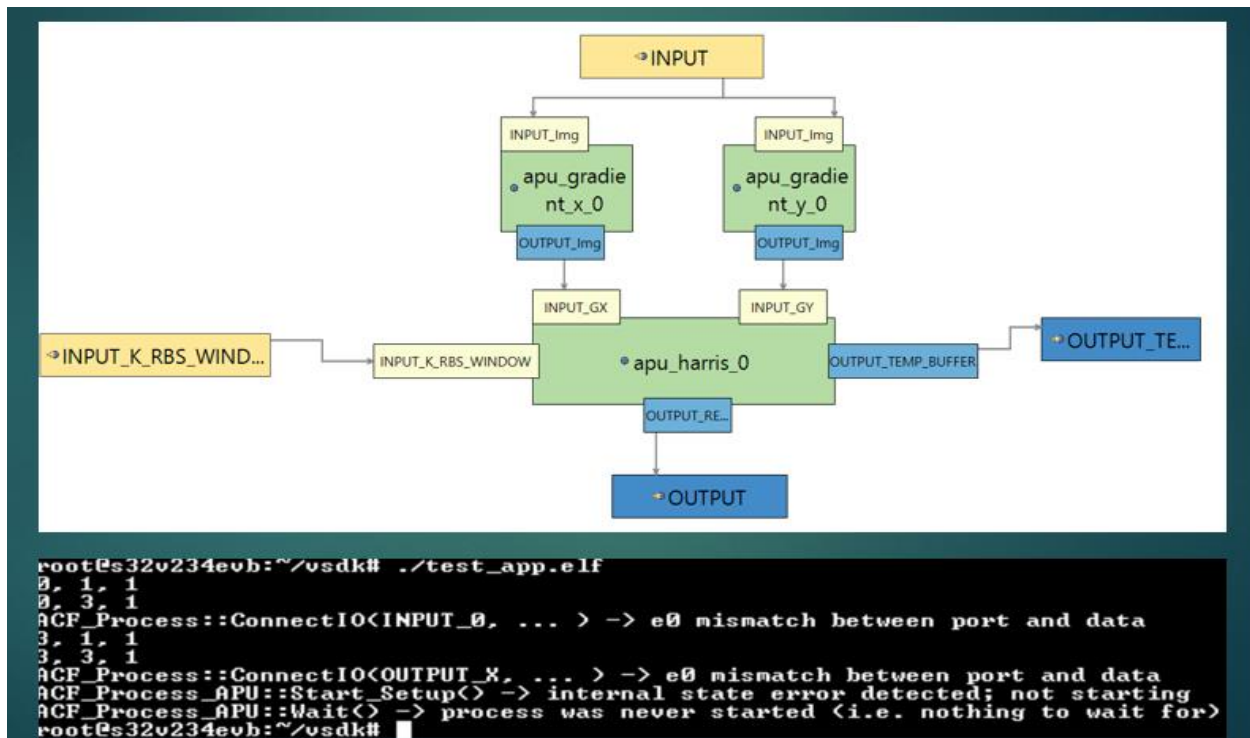 INPUT
INPUT_Img
INPUT_Img
apu_gradie
nt_x_0
apu_gradie
nt_y_0
OUTPUT_Img
OUTPUT_Img
INPUT_GX
INPUT_GY
INPUT_K_RBS_WIND...
INPUT_K_RBS_WINDOW
apu_harris_0
OUTPUT_TEMP_BUFFER
OUTPUT_TE...
OUTPUT_RE...
OUTPUT
root@s32v234evb:~/vsdk# ./test_app.elf
0, 1, 1
0, 3, 1
ACF_Process::ConnectIO(INPUT_0, ... ) -> e0 mismatch between port and data
3, 1, 1
3, 3, 1
ACF_Process::ConnectIO(OUTPUT_X, ... ) -> e0 mismatch between port and data
ACF_Process_APU::Start_Setup() -> internal state error detected; not starting
ACF_Process_APU::Wait() -> process was never started (i.e. nothing to wait for)
root@s32v234evb:~/vsdk#